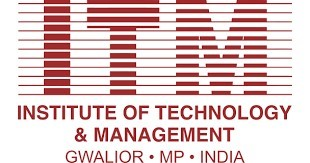 ITM
INSTITUTE OF TECHNOLOGY
& MANAGEMENT
GWALIOR • MP • INDIA